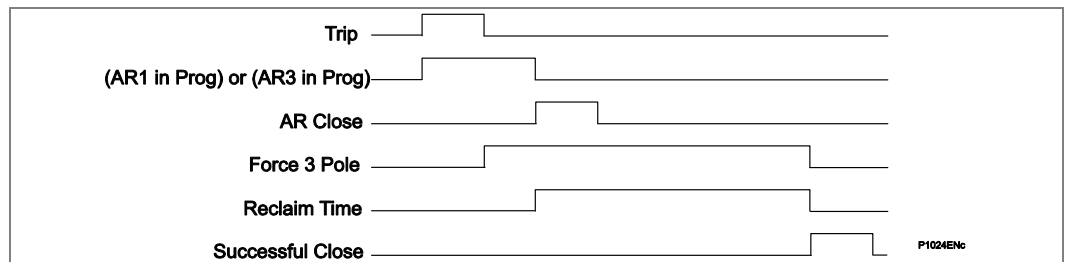 Trip
(AR1 in Prog) or (AR3 in Prog)
AR Close
Force 3 Pole
Reclaim Time
Successful Close
P1024ENc